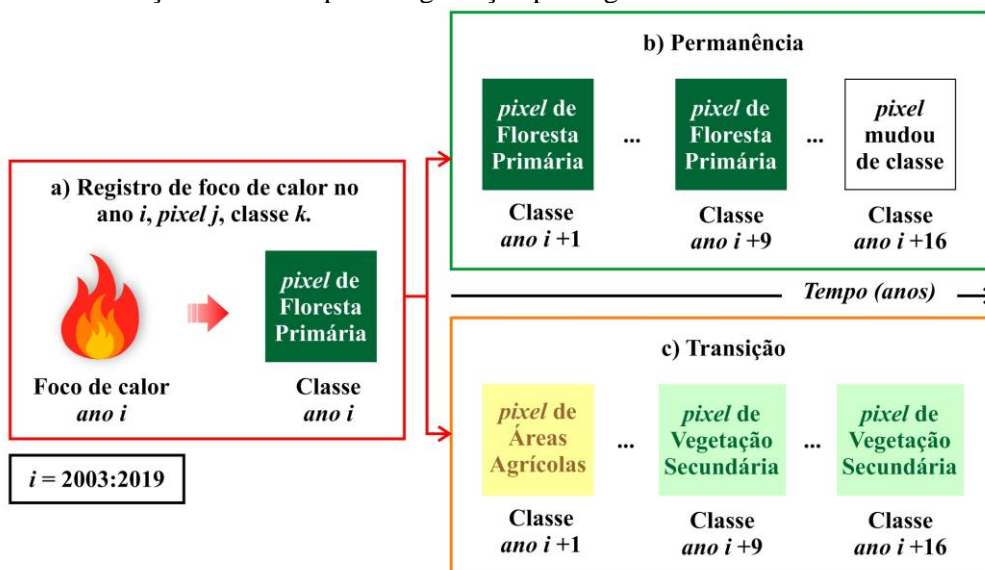 b) Permanência
pixel de
Floresta
Primária
...
pixel de
Floresta
Primária
...
pixel
mudou
de classe
Classe
ano i +1
Classe
ano i +9
Classe
ano i +16
a) Registro de foco de calor no
ano i, pixel j, classe k.
pixel de
Floresta
Primária
Foco de calor
ano i
Classe
ano i
i = 2003:2019
Tempo (anos)
c) Transição
pixel de
Áreas
Agrícolas
...
pixel de
Vegetação
Secundária
...
pixel de
Vegetação
Secundária
Classe
ano i +1
Classe
ano i +9
Classe
ano i +16